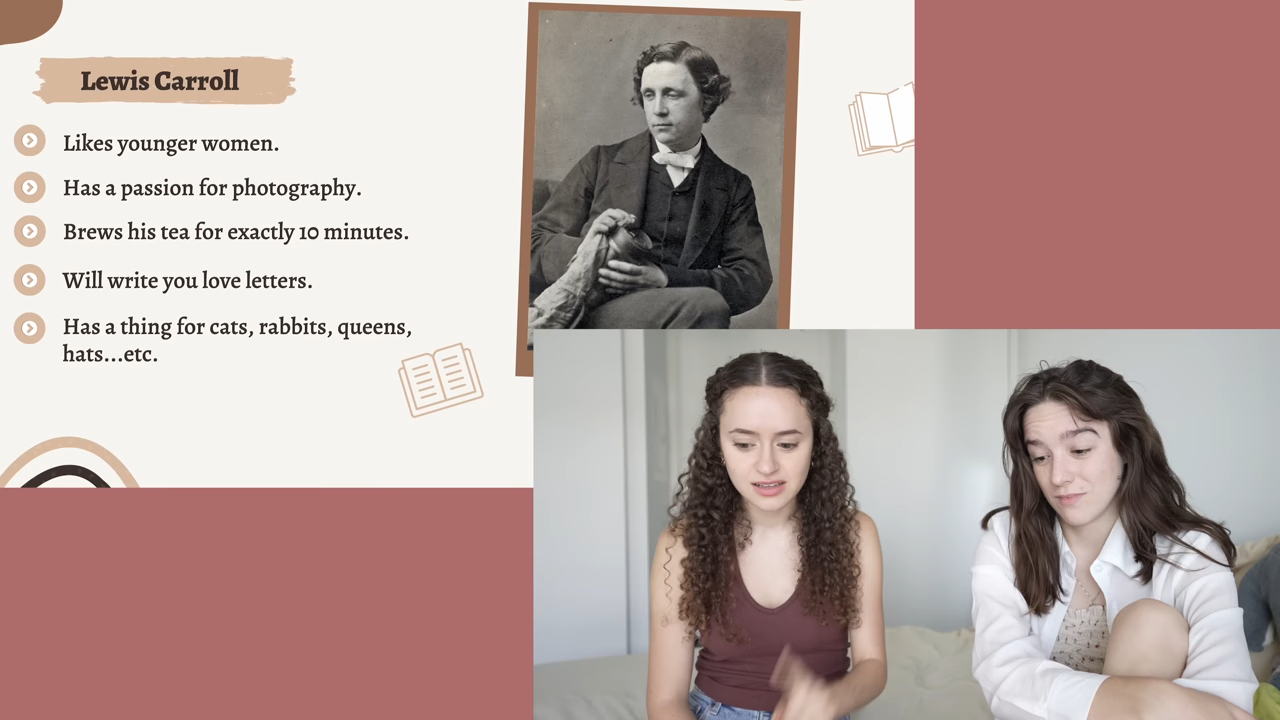 Lewis Carroll
Likes younger women.
Has a passion for photography.
Brews his tea for exactly 10 minutes.
Will write you love letters.
Has a thing for cats, rabbits, queens,
hats...etc.